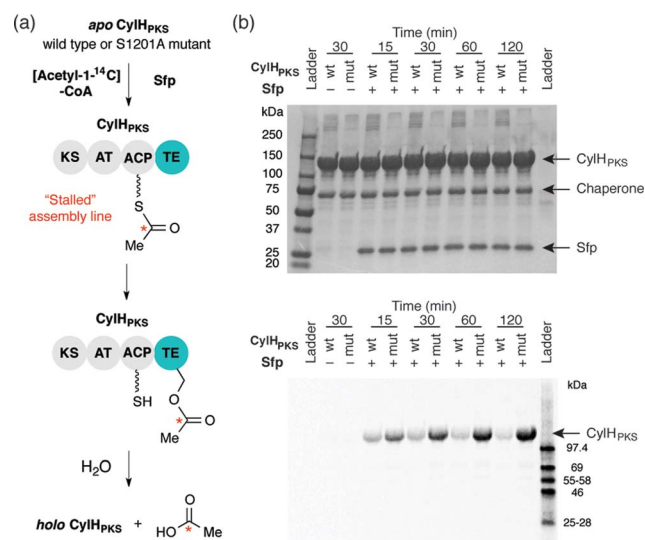 (a)
apo CylHPKS
wild type or S1201A mutant
[Acetyl-1-14C]
-CoA
Sfp
CylHPKS
KS AT ACP TE
"Stalled"
assembly line
S
*
O
Me
CylHPKS
KS AT ACP TE
SH
O
*
O
Me
H2O
holo CylHPKS +
O
HO * Me
(b)
Time (min)
30 15 30 60 120
CylHPKS Ladder wt mut wt mut wt mut wt mut wt mut Ladder
Sfp – – + + + + + + + +
kDa
250
150
100
75
50
37
25
20
CylHPKS
Chaperone
Sfp
Time (min)
30 15 30 60 120
CylHPKS Ladder wt mut wt mut wt mut wt mut wt mut Ladder
Sfp – – + + + + + + + +
kDa
CylHPKS
97.4
69
55-58
46
25-28